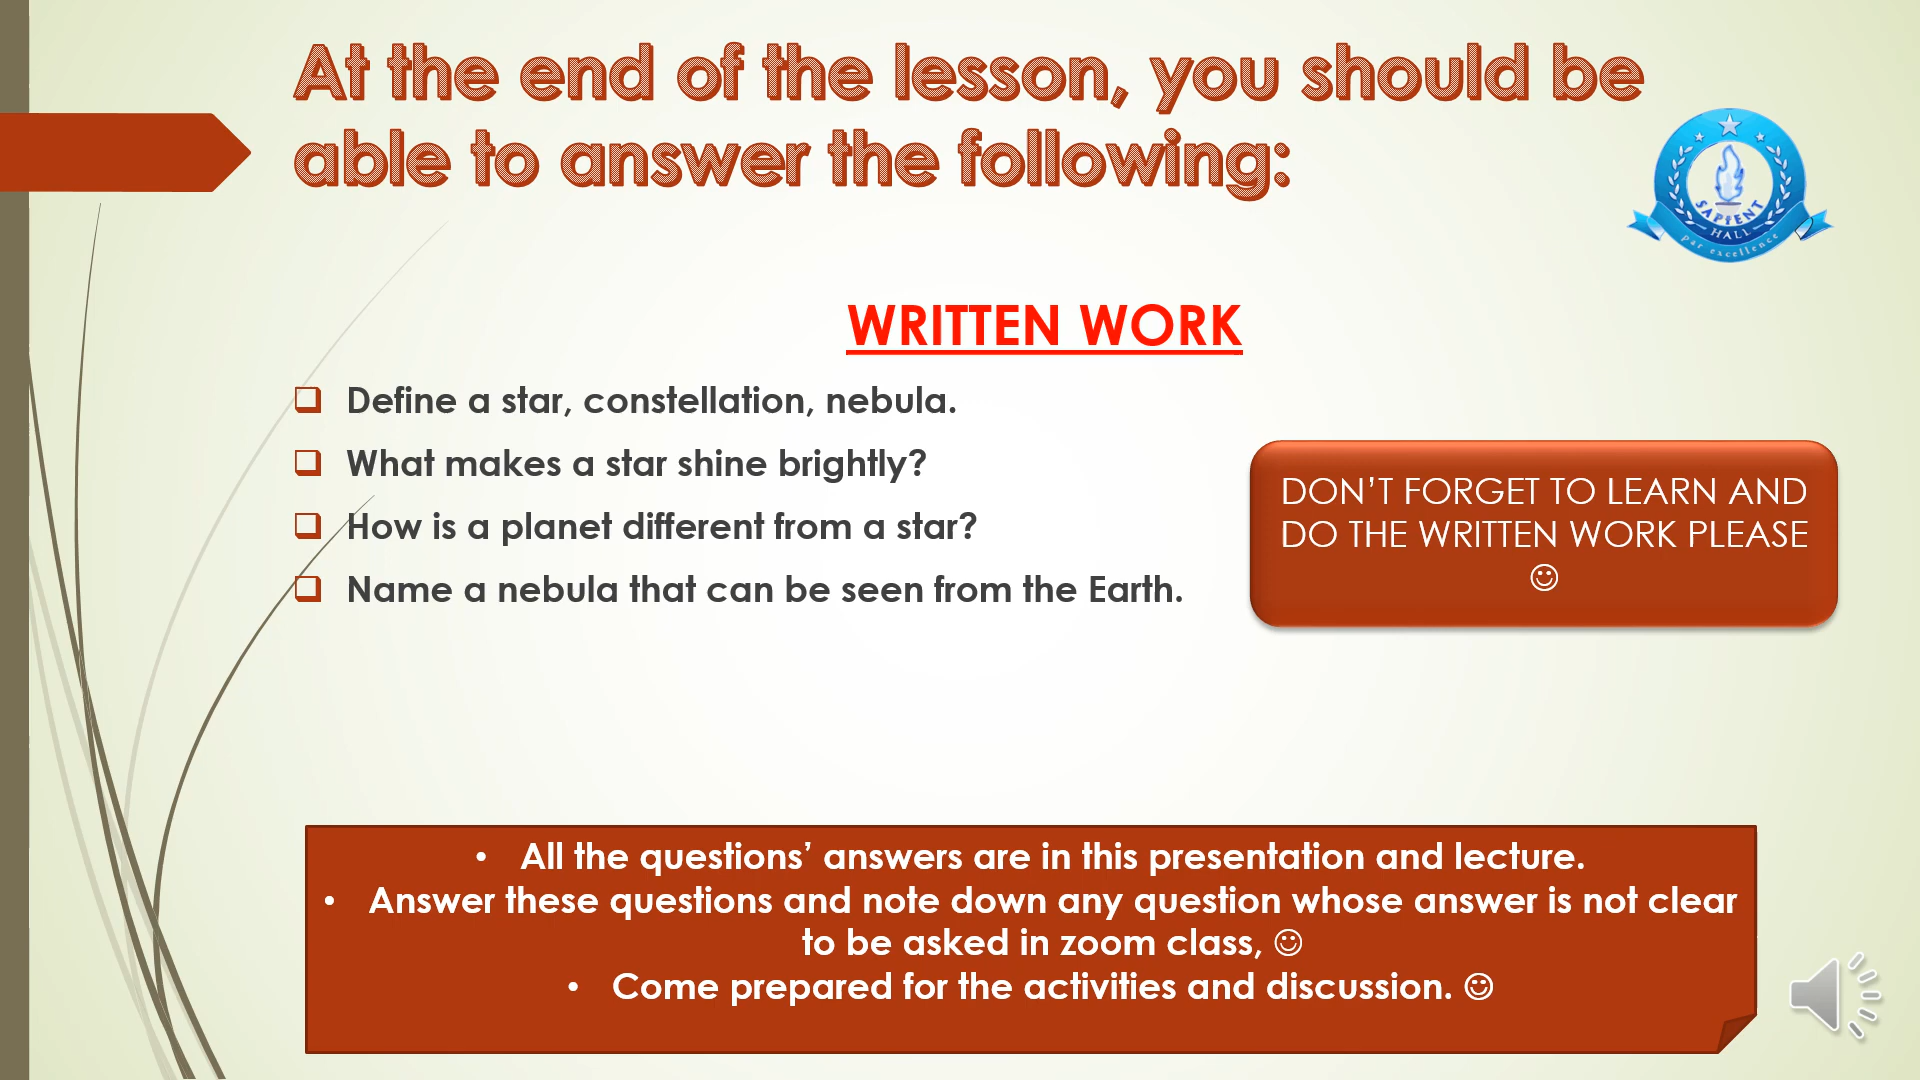 At the end of the lesson, you should be
able to answer the following:
SAPIENT
HALL
par excellence
WRITTEN WORK
❑ Define a star, constellation, nebula.
❑ What makes a star shine brightly?
❑ How is a planet different from a star?
❑ Name a nebula that can be seen from the Earth.
DON’T FORGET TO LEARN AND
DO THE WRITTEN WORK PLEASE
☺
• All the questions’ answers are in this presentation and lecture.
• Answer these questions and note down any question whose answer is not clear
to be asked in zoom class, ☺
• Come prepared for the activities and discussion. ☺